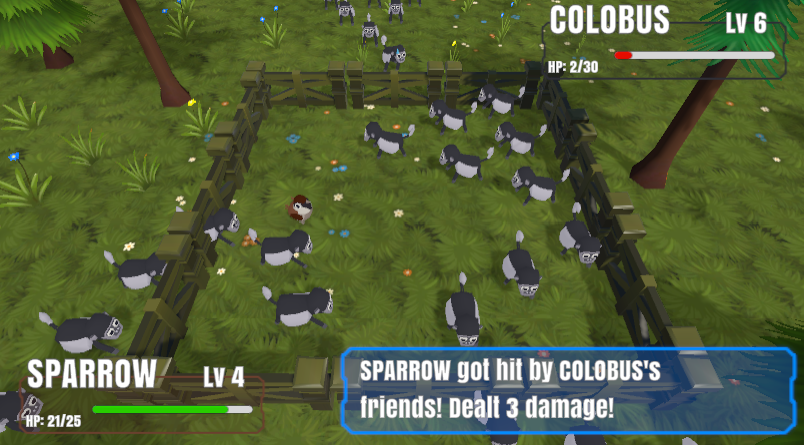 COLOBUS Lv 6
HP: 2/30
SPARROW Lv 4
HP: 21/25
SPARROW got hit by COLOBUS's
friends! Dealt 3 damage!